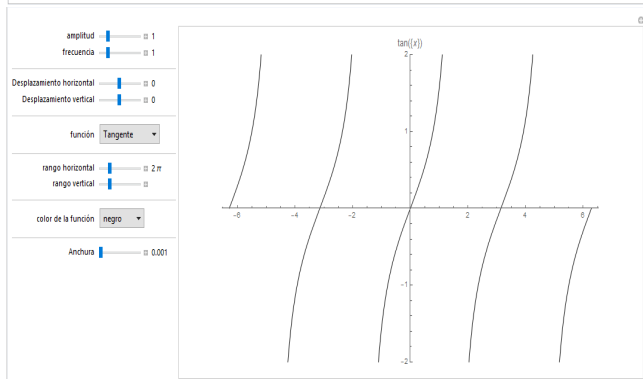 amplitud 1
frecuencia 1
Desplazamiento horizontal 0
Desplazamiento vertical 0
función Tangente
rango horizontal 2 π
rango vertical
color de la función negro
Anchura 0.001
tan({x})
2
1
-6 -4 -2 0 2 4 6
-1
-2